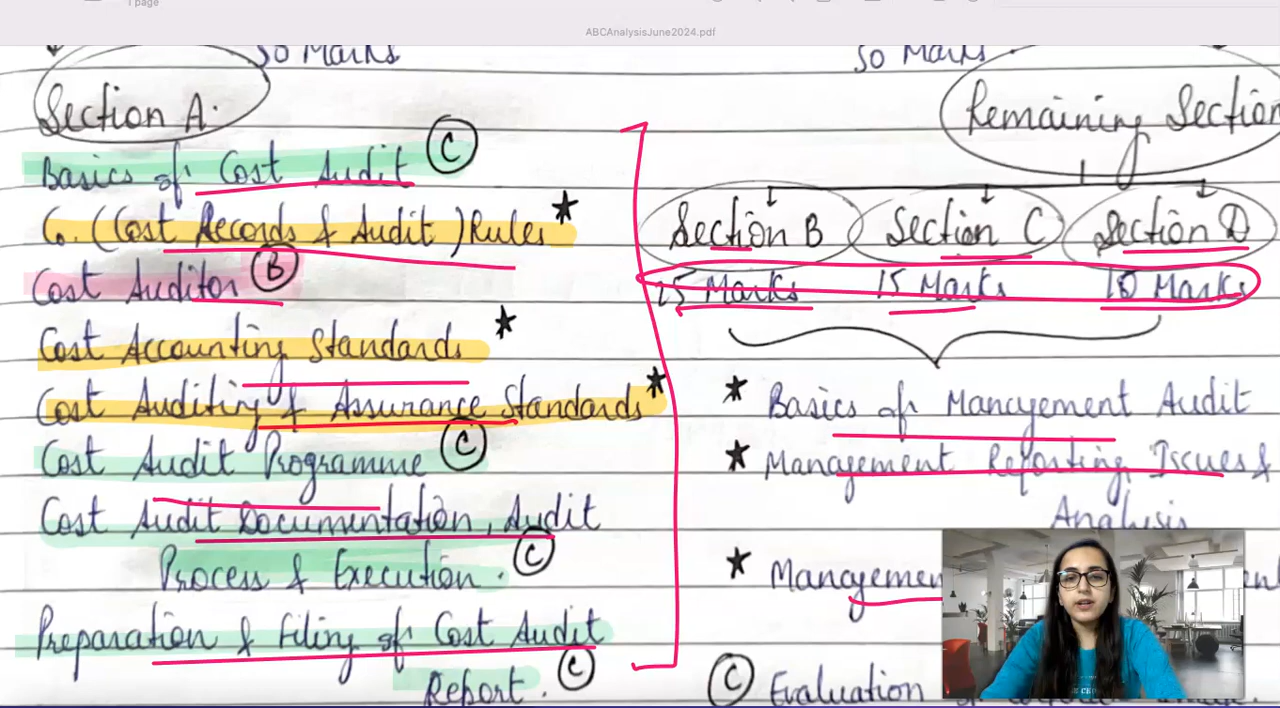 1 page
ABCAnalysisJune2024.pdf
50 Marks
Section A.
Basics of Cost Audit C
Co. (Cost Records & Audit) Rules
Cost Auditor B
Cost Accounting Standards
Cost Auditing & Assurance Standards
Cost Audit Programme C
Cost Audit Documentation, Audit
Process & Execution. C
Preparation & Filing of Cost Audit
Report. C
50 Marks
Remaining Section
Section B Section C Section D
15 Marks 10 Marks
Basics of Management Audit
Management Reporting Issues &
Analysis
C Evaluation